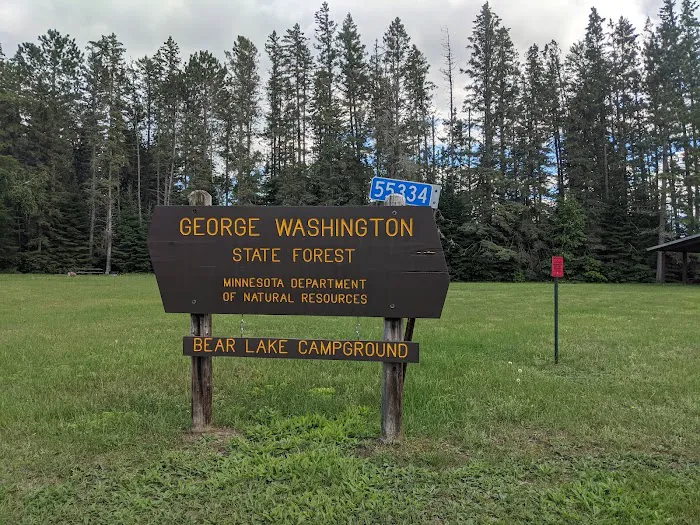 55334
GEORGE WASHINGTON
STATE FOREST
MINNESOTA DEPARTMENT
OF NATURAL RESOURCES
BEAR LAKE CAMPGROUND